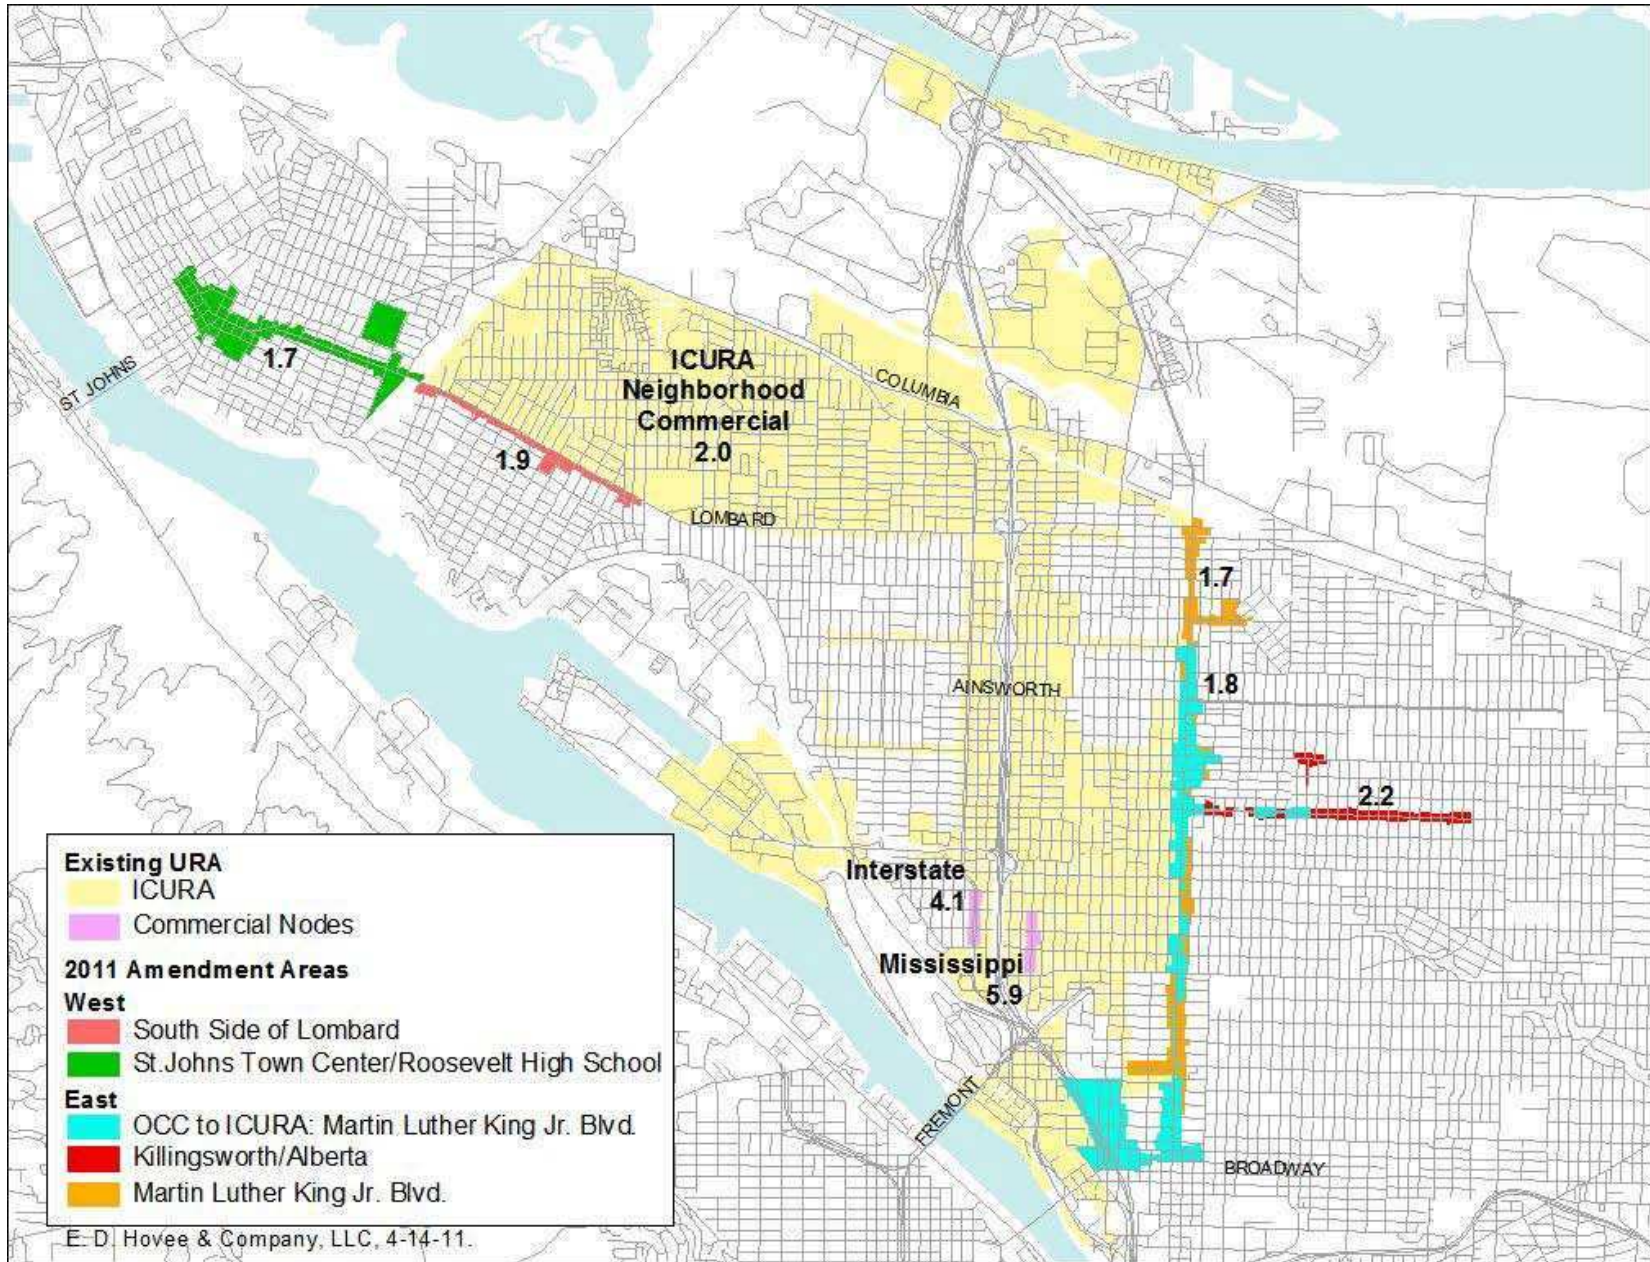 ICURA
Neighborhood
Commercial
2.0
COLUMBIA
ST JOHNS
1.7
1.9
LOMBARD
1.7
AINSWORTH
1.8
2.2
Interstate
4.1
Mississippi
5.9
FREMONT
BROADWAY
Existing URA
ICURA
Commercial Nodes
2011 Amendment Areas
West
South Side of Lombard
St.Johns Town Center/Roosevelt High School
East
OCC to ICURA: Martin Luther King Jr. Blvd.
Killingsworth/Alberta
Martin Luther King Jr. Blvd.
E. D. Hovee & Company, LLC, 4-14-11.